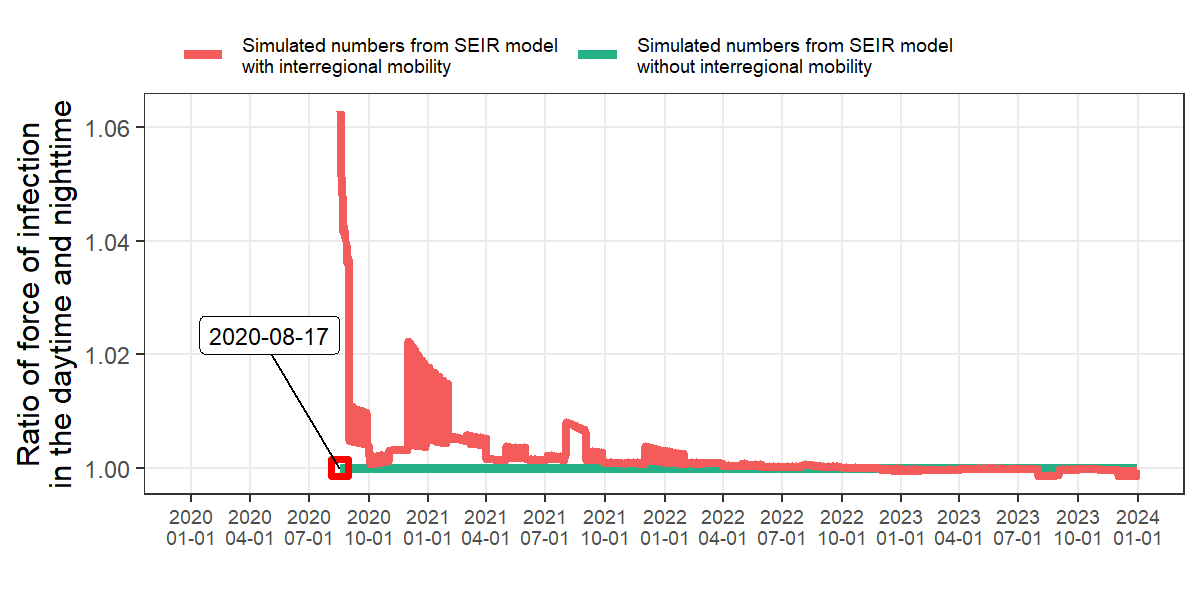 Simulated numbers from SEIR model
with interregional mobility
Simulated numbers from SEIR model
without interregional mobility
Ratio of force of infection
in the daytime and nighttime
1.06
1.04
1.02
1.00
2020-08-17
2020 2020 2020 2020 2021 2021 2021 2021 2022 2022 2022 2022 2023 2023 2023 2023 2024
01-01 04-01 07-01 10-01 01-01 04-01 07-01 10-01 01-01 04-01 07-01 10-01 01-01 04-01 07-01 10-01 01-01